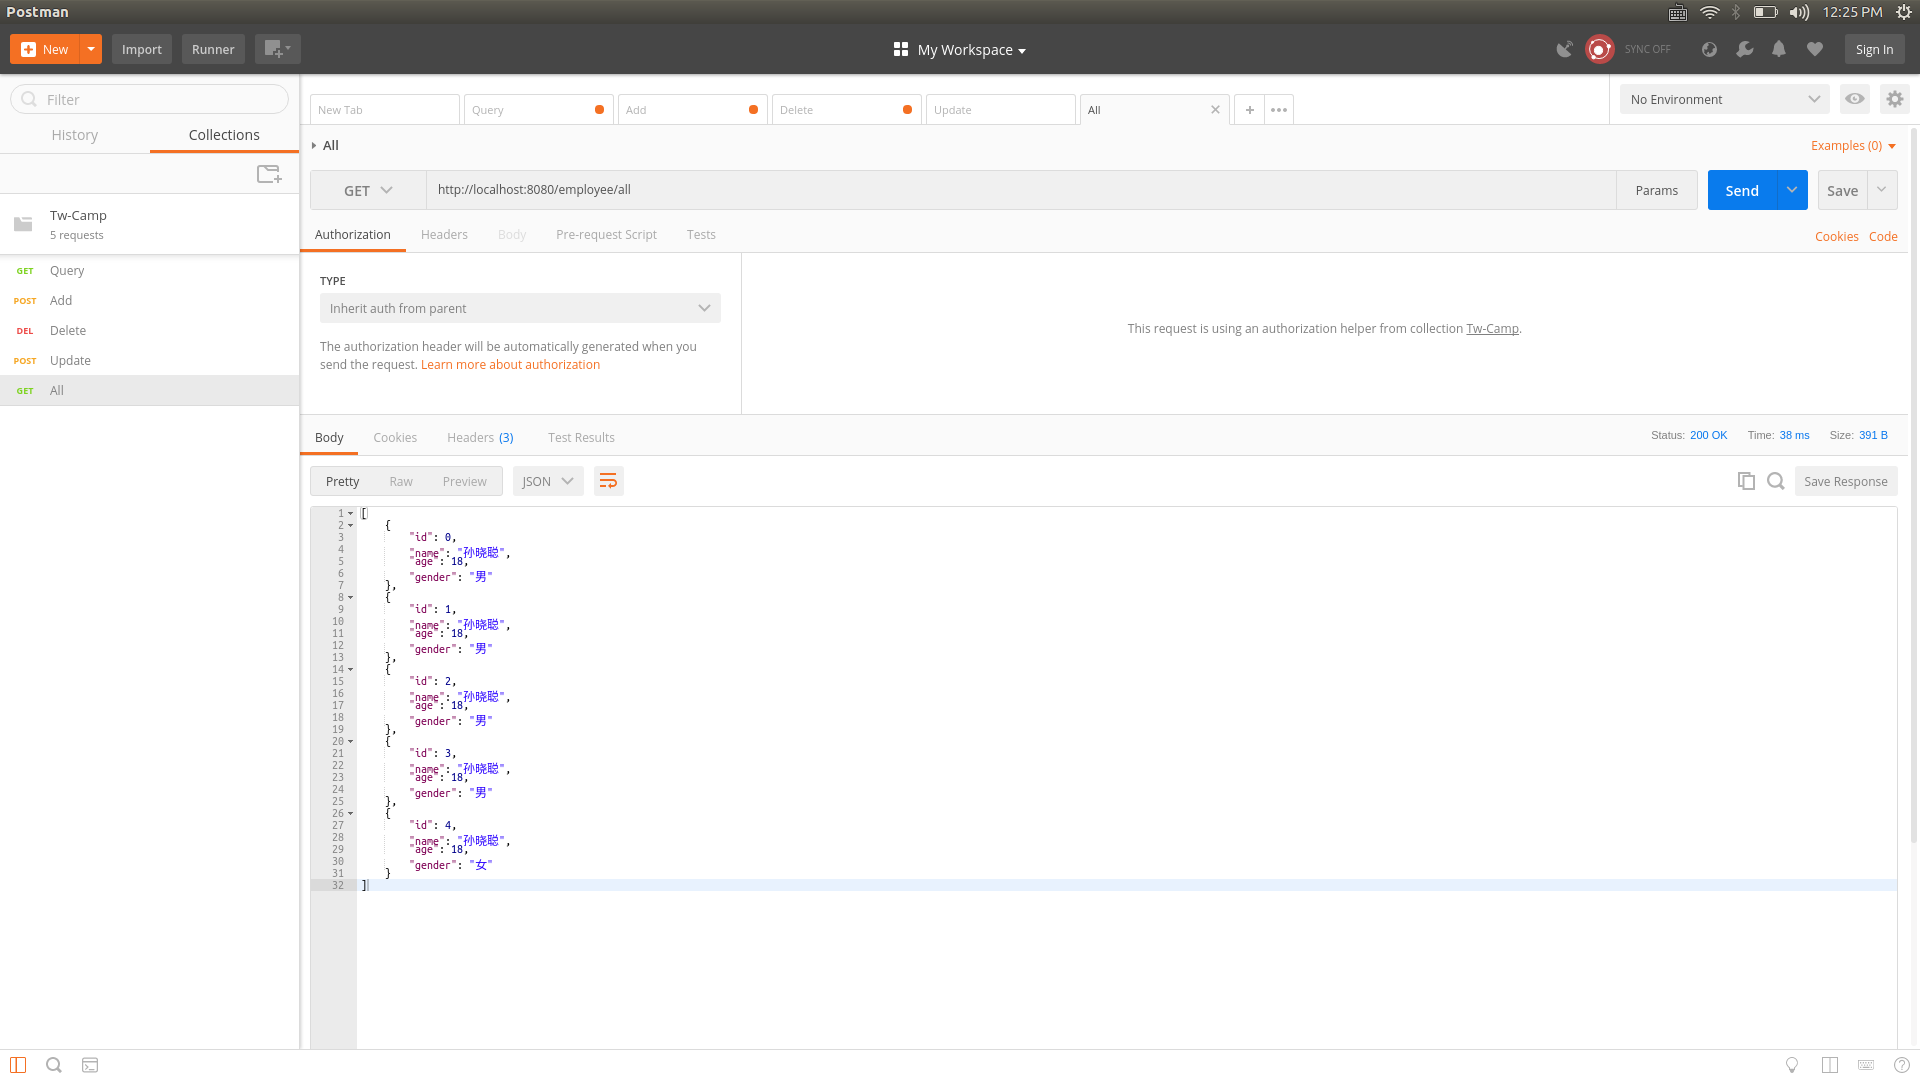 Postman
12:25 PM
New
Import
Runner
My Workspace
SYNC OFF
Sign In
Filter
History
Collections
Tw-Camp
5 requests
GET Query
POST Add
DEL Delete
POST Update
GET All
New Tab
Query
Add
Delete
Update
All
No Environment
All
Examples (0)
GET
http://localhost:8080/employee/all
Params
Send
Save
Authorization
Headers
Body
Pre-request Script
Tests
Cookies
Code
TYPE
Inherit auth from parent
The authorization header will be automatically generated when you
send the request. Learn more about authorization
This request is using an authorization helper from collection Tw-Camp.
Body
Cookies
Headers (3)
Test Results
Status: 200 OK
Time: 38 ms
Size: 391 B
Pretty
Raw
Preview
JSON
Save Response
1 [
2 {
3 "id": 0,
4 "name": "孙晓聪",
5 "age": 18,
6 "gender": "男"
7 },
8 {
9 "id": 1,
10 "name": "孙晓聪",
11 "age": 18,
12 "gender": "男"
13 },
14 {
15 "id": 2,
16 "name": "孙晓聪",
17 "age": 18,
18 "gender": "男"
19 },
20 {
21 "id": 3,
22 "name": "孙晓聪",
23 "age": 18,
24 "gender": "男"
25 },
26 {
27 "id": 4,
28 "name": "孙晓聪",
29 "age": 18,
30 "gender": "女"
31 }
32 ]